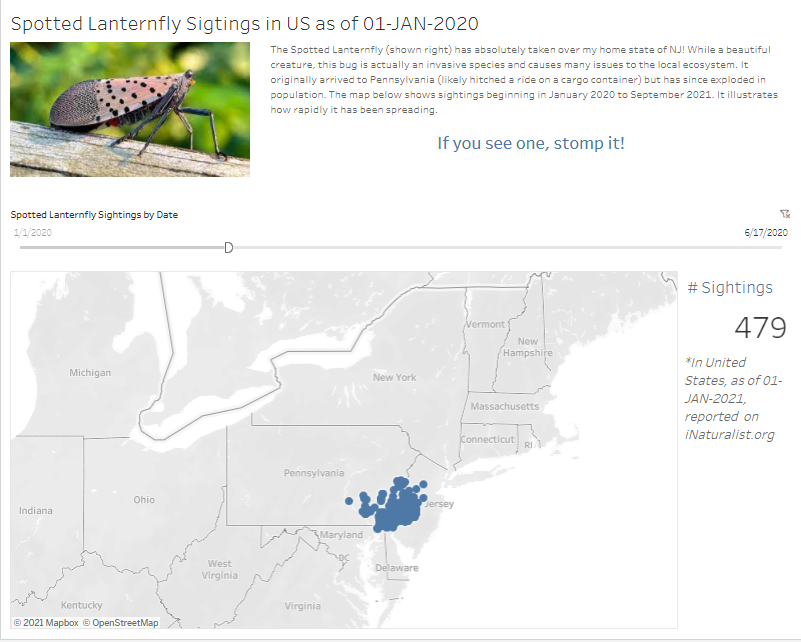 Spotted Lanternfly Sigtings in US as of 01-JAN-2020
The Spotted Lanternfly (shown right) has absolutely taken over my home state of NJ! While a beautiful
creature, this bug is actually an invasive species and causes many issues to the local ecosystem. It
originally arrived to Pennsylvania (likely hitched a ride on a cargo container) but has since exploded in
population. The map below shows sightings beginning in January 2020 to September 2021. It illustrates
how rapidly it has been spreading.
If you see one, stomp it!
Spotted Lanternfly Sightings by Date
1/1/2020
6/17/2020
# Sightings
479
*In United
States, as of 01-
JAN-2021,
reported on
iNaturalist.org
Vermont
New
Hampshire
Michigan
New York
Massachusetts
Connecticut
RI
Pennsylvania
Ohio
Indiana
Jersey
Maryland
DC
West
Virginia
Delaware
Kentucky
Virginia
© 2021 Mapbox © OpenStreetMap